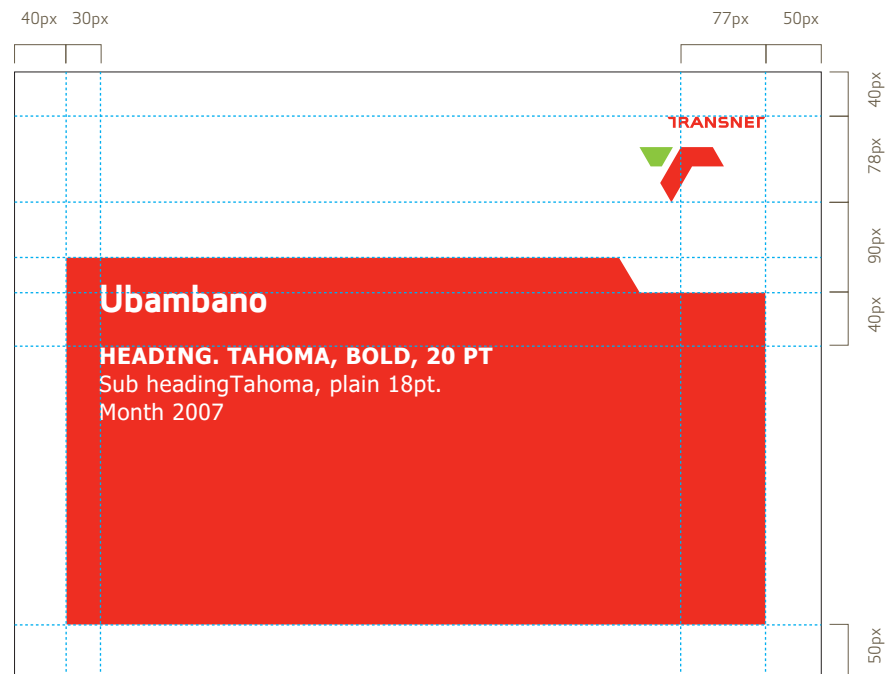 40px 30px 77px 50px
40px
TRANSNET
78px
90px
Ubambano
40px
HEADING. TAHOMA, BOLD, 20 PT
Sub headingTahoma, plain 18pt.
Month 2007
50px